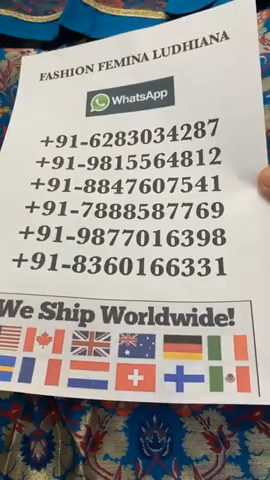 FASHION FEMINA LUDHIANA
WhatsApp
+91-6283034287
+91-9815564812
+91-8847607541
+91-7888587769
+91-9877016398
+91-8360166331
We Ship Worldwide!